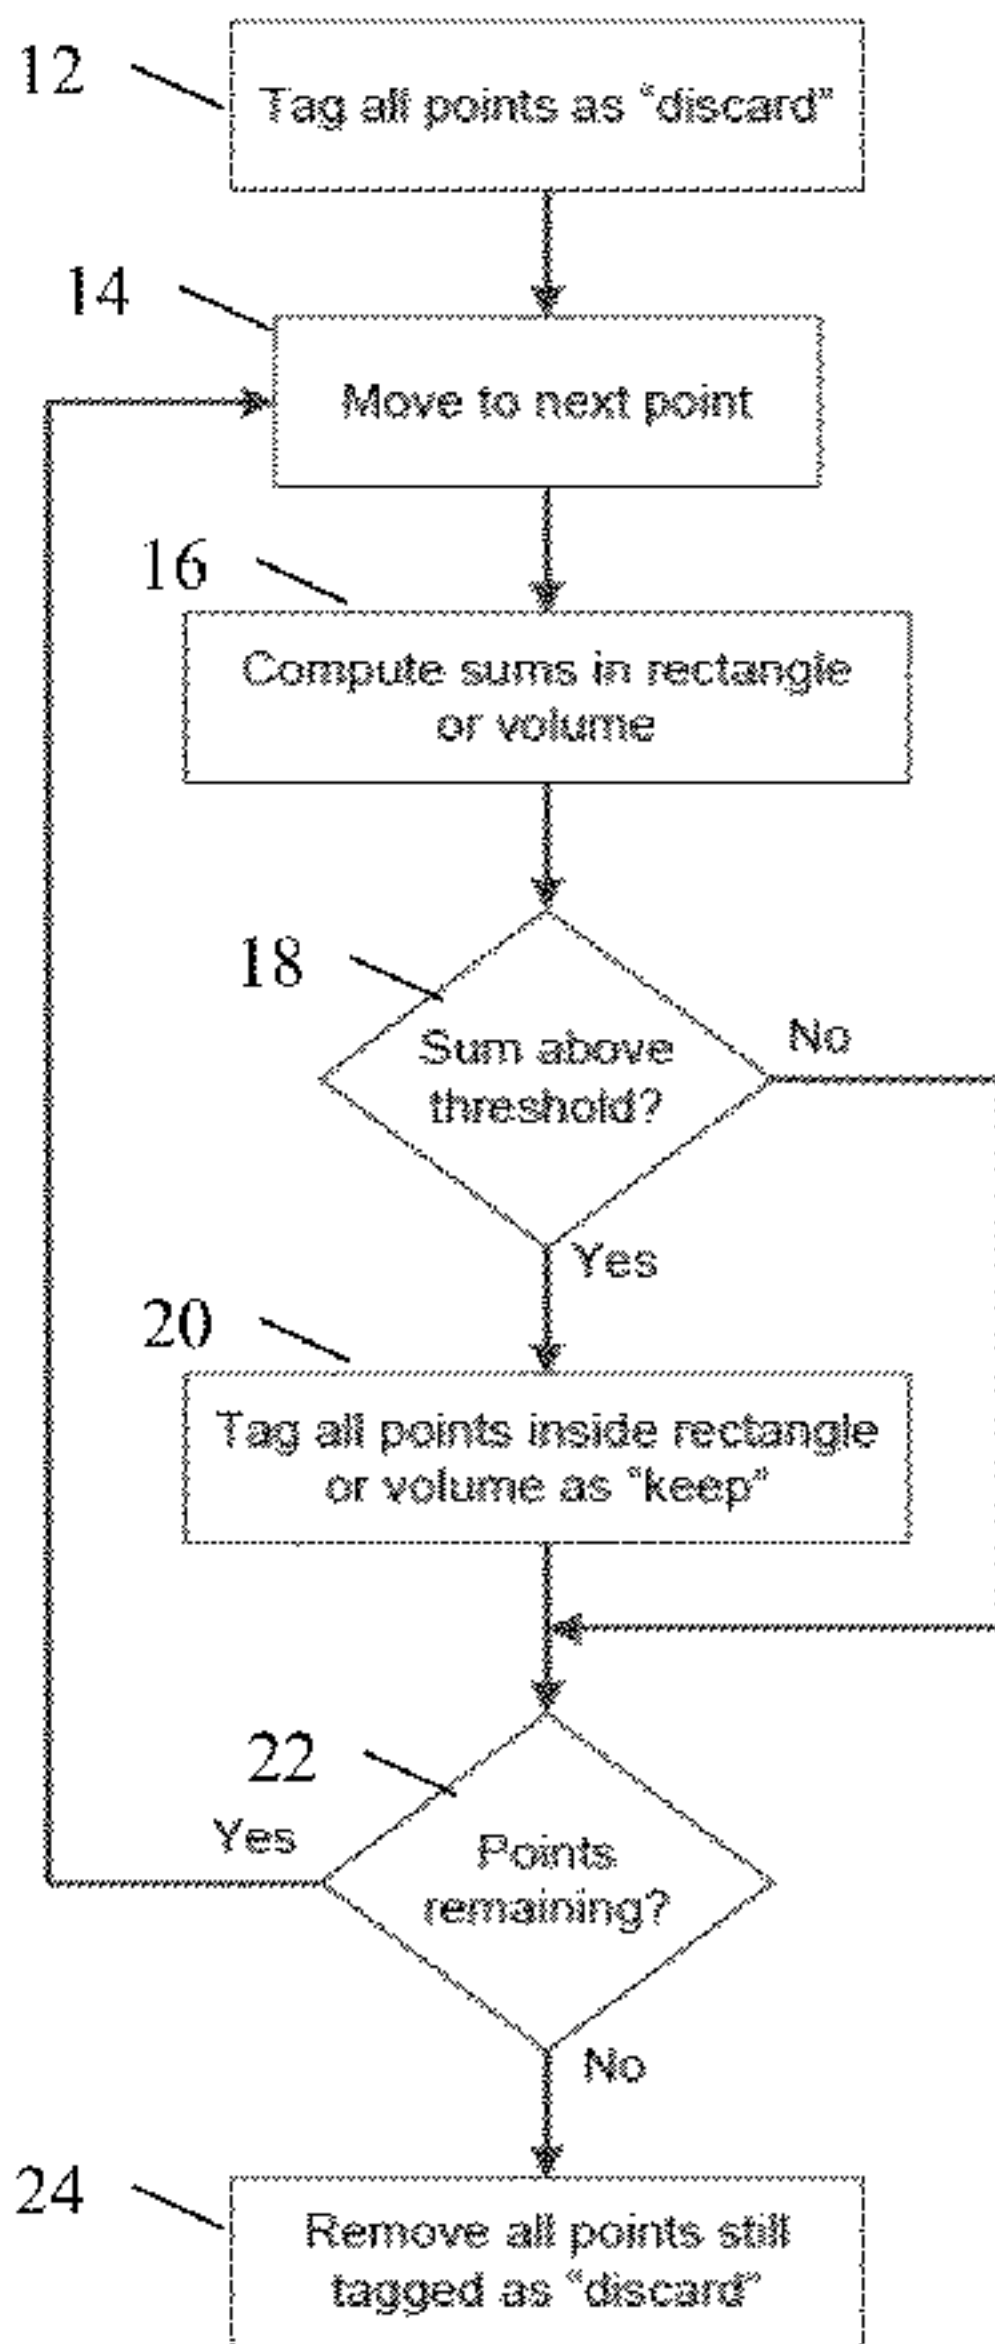 12
Tag all points as "discard"
14
Move to next point
16
Compute sums in rectangle
or volume
18
Sum above
threshold?
No
Yes
20
Tag all points inside rectangle
or volume as "keep"
22
Yes
Points
remaining?
No
24
Remove all points still
tagged as "discard"